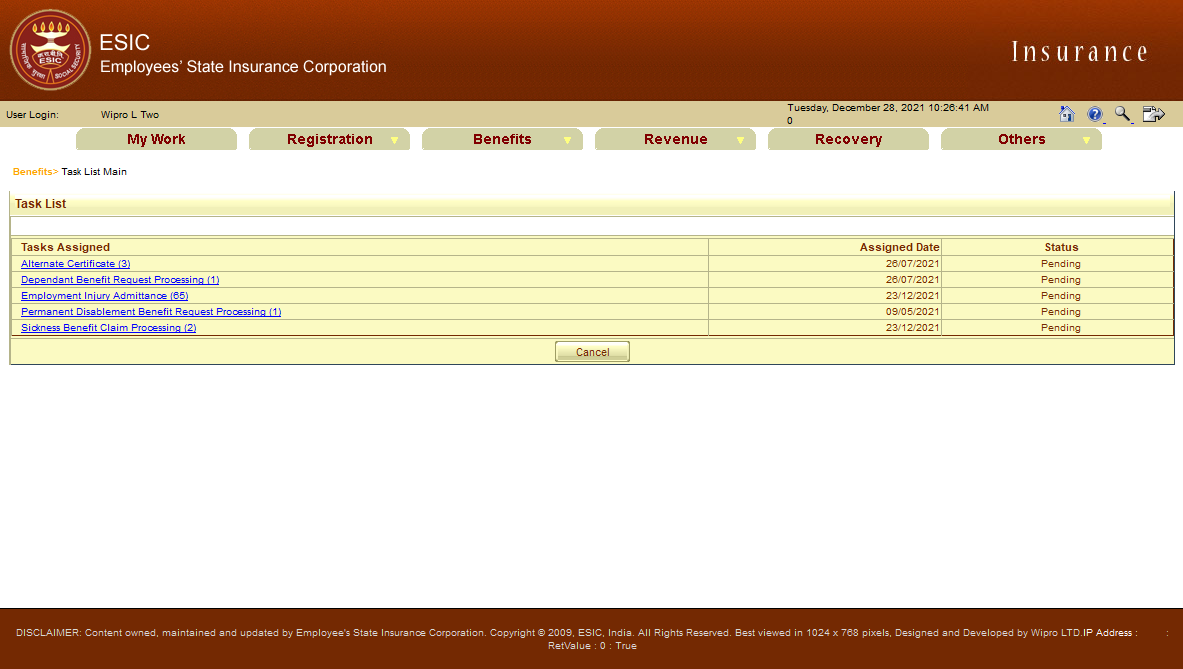 ESIC
Employees' State Insurance Corporation
Insurance
ESIC
SOCIAL SECURITY
User Login: Wipro L Two
Tuesday, December 28, 2021 10:26:41 AM
0
My Work Registration Benefits Revenue Recovery Others
Benefits> Task List Main
Task List
Tasks Assigned Assigned Date Status
Alternate Certificate (3) 26/07/2021 Pending
Dependant Benefit Request Processing (1) 26/07/2021 Pending
Employment Injury Admittance (65) 23/12/2021 Pending
Permanent Disablement Benefit Request Processing (1) 09/05/2021 Pending
Sickness Benefit Claim Processing (2) 23/12/2021 Pending
Cancel
DISCLAIMER: Content owned, maintained and updated by Employee's State Insurance Corporation. Copyright © 2009, ESIC, India. All Rights Reserved. Best viewed in 1024 x 768 pixels, Designed and Developed by Wipro LTD.IP Address : :
RetValue : 0 : True